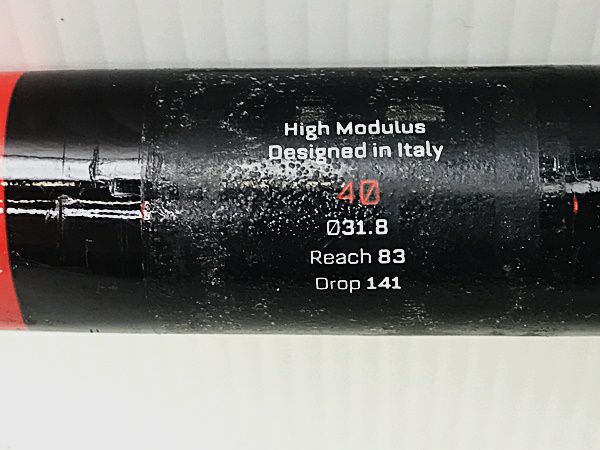 High Modulus
Designed in Italy
40
Ø31.8
Reach 83
Drop 141